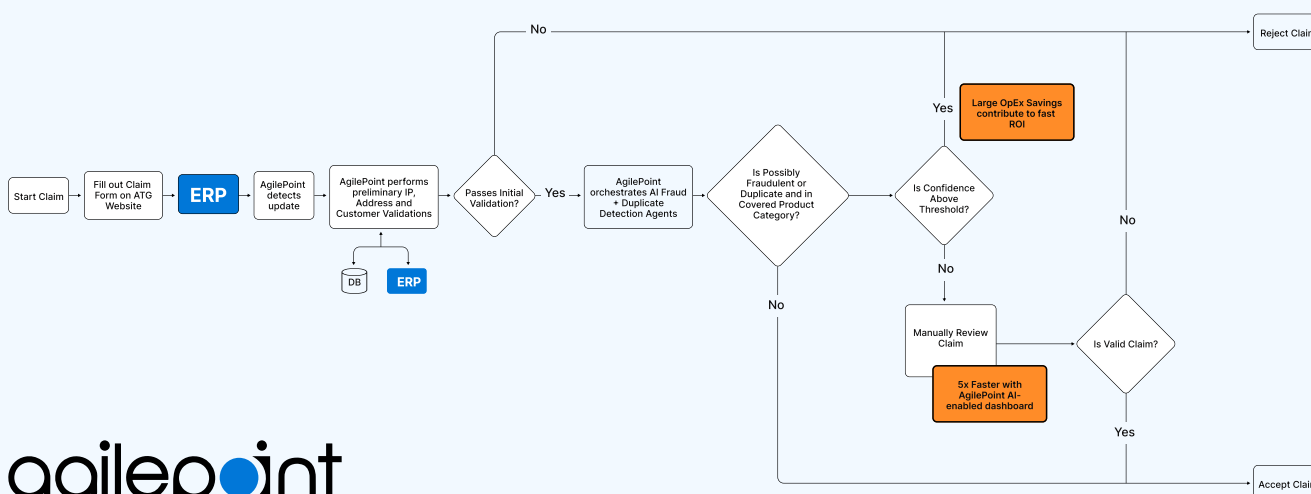 No
Reject Clai
Large OpEx Savings
contribute to fast
ROI
Yes
Start Claim
Fill out Claim
Form on ATG
Website
ERP
AgilePoint
detects
update
AgilePoint performs
preliminary IP,
Address and
Customer Validations
DB
ERP
Passes Initial
Validation?
Yes
AgilePoint
orchestrates AI Fraud
+ Duplicate
Detection Agents
Is Possibly
Fraudulent or
Duplicate and in
Covered Product
Category?
Is Confidence
Above
Threshold?
No
No
No
Manually Review
Claim
5x Faster with
AgilePoint AI-
enabled dashboard
Is Valid Claim?
Yes
Accept Clai
agilepoint